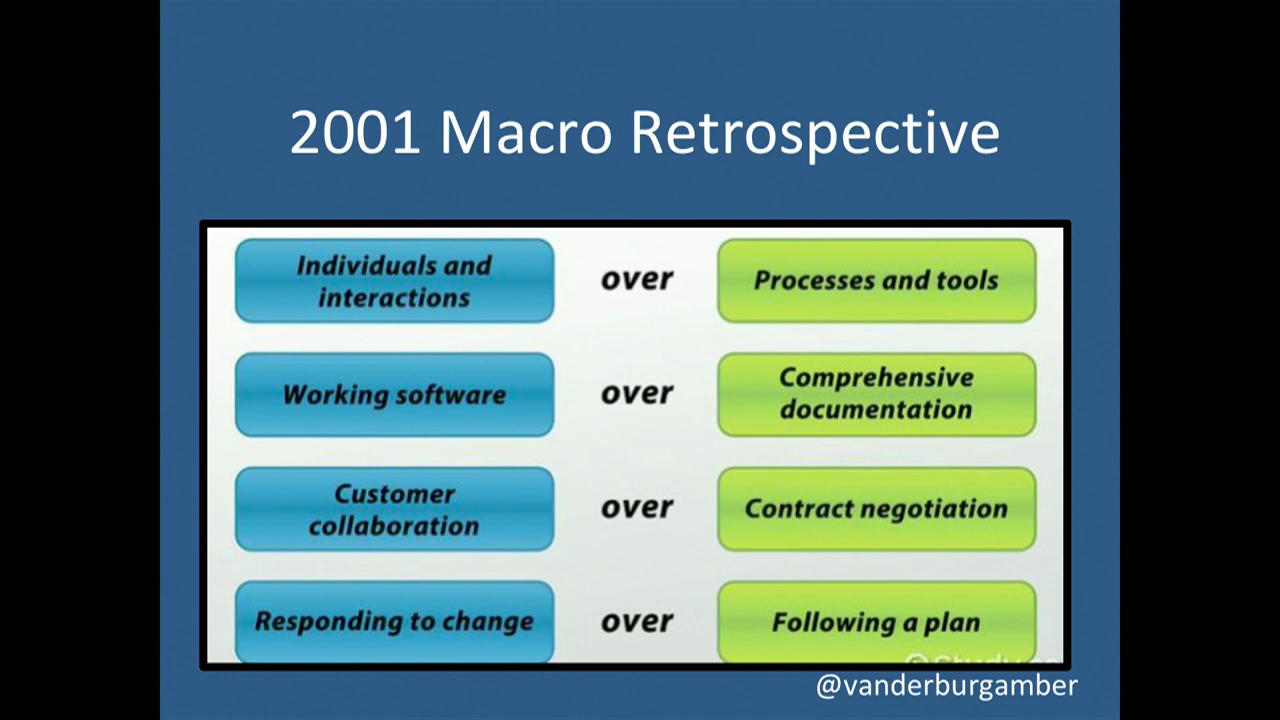 2001 Macro Retrospective
Individuals and
interactions
over
Processes and tools
Working software
over
Comprehensive
documentation
Customer
collaboration
over
Contract negotiation
Responding to change
over
Following a plan
@vanderburgamber